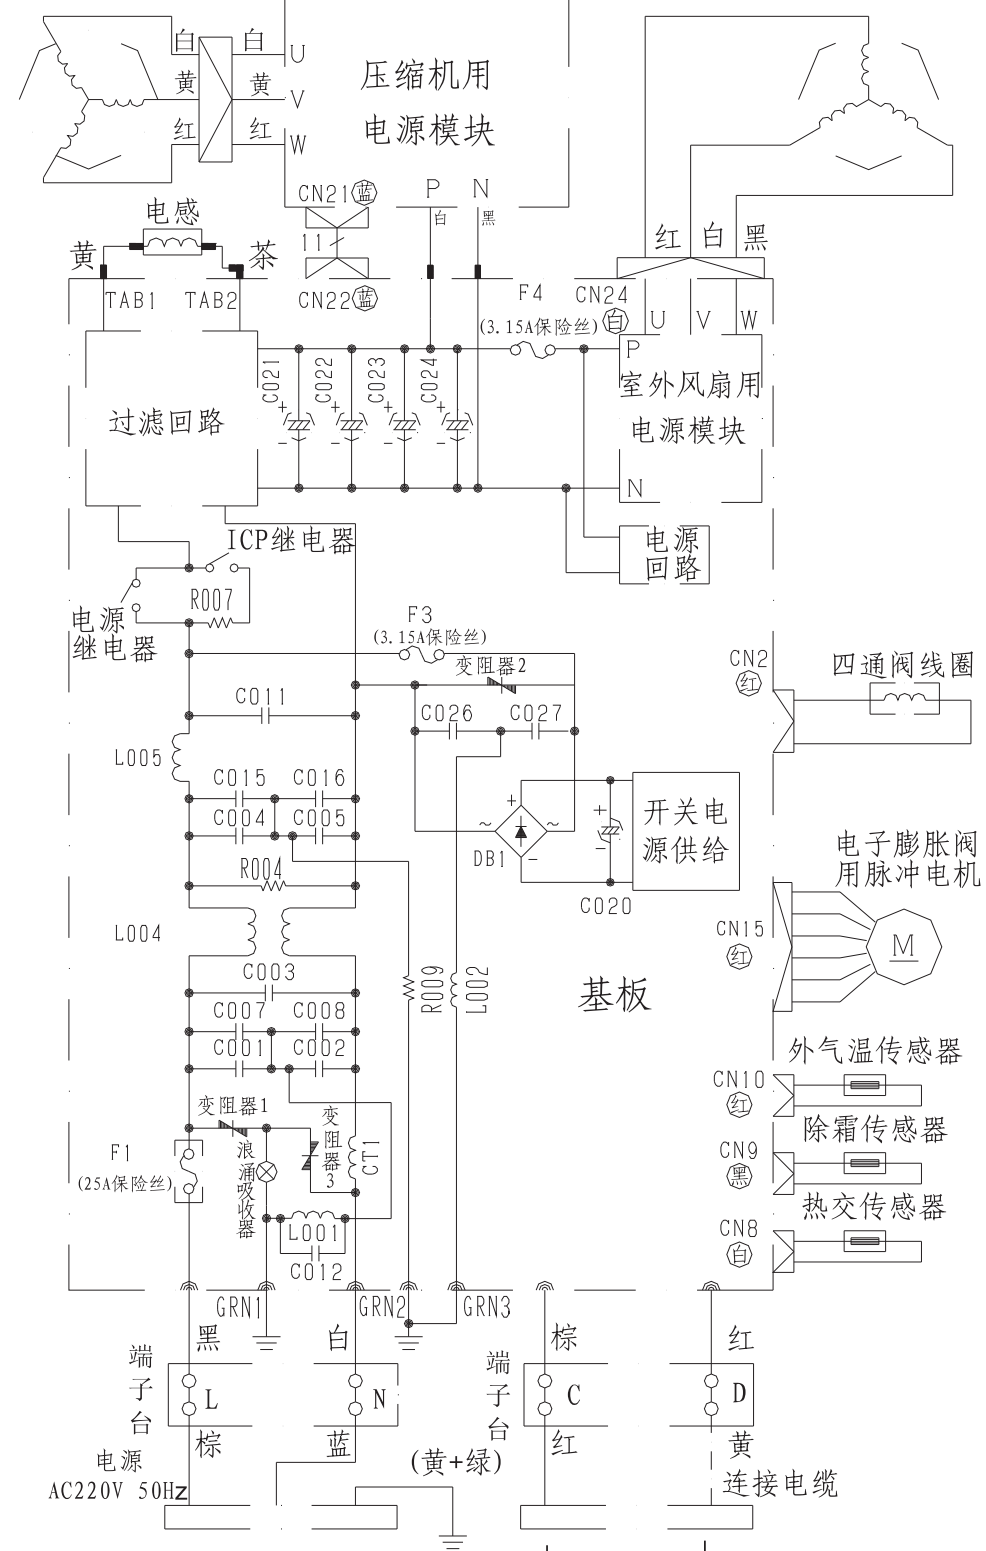 白
白
U
黄
黄
V
红
红
W
压缩机用
电源模块
P
N
CN21
蓝
白
黑
11
CN22
蓝
电感
黄
茶
TAB1
TAB2
红
白
黑
F4
(3.15A保险丝)
CN24
白
U
V
W
P
室外风扇用
电源模块
N
C021
C022
C023
C024
+
-
+
-
+
-
+
-
过滤回路
电源
回路
ICP继电器
R007
电源
继电器
F3
(3.15A保险丝)
变阻器2
C011
C026
C027
L005
C015
C016
C004
C005
R004
L004
C003
C007
C008
C001
C002
~
+
~
-
DB1
+
-
C020
开关电
源供给
R009
L002
基板
CN2
红
四通阀线圈
电子膨胀阀
用脉冲电机
CN15
红
M
外气温传感器
CN10
红
除霜传感器
CN9
黑
热交传感器
CN8
白
变阻器1
变阻器3
F1
(25A保险丝)
浪涌吸收器
CT1
L001
C012
GRN1
GRN2
GRN3
黑
白
棕
红
端子台
L
N
端子台
C
D
棕
蓝
红
黄
电源
AC220V 50Hz
(黄+绿)
连接电缆